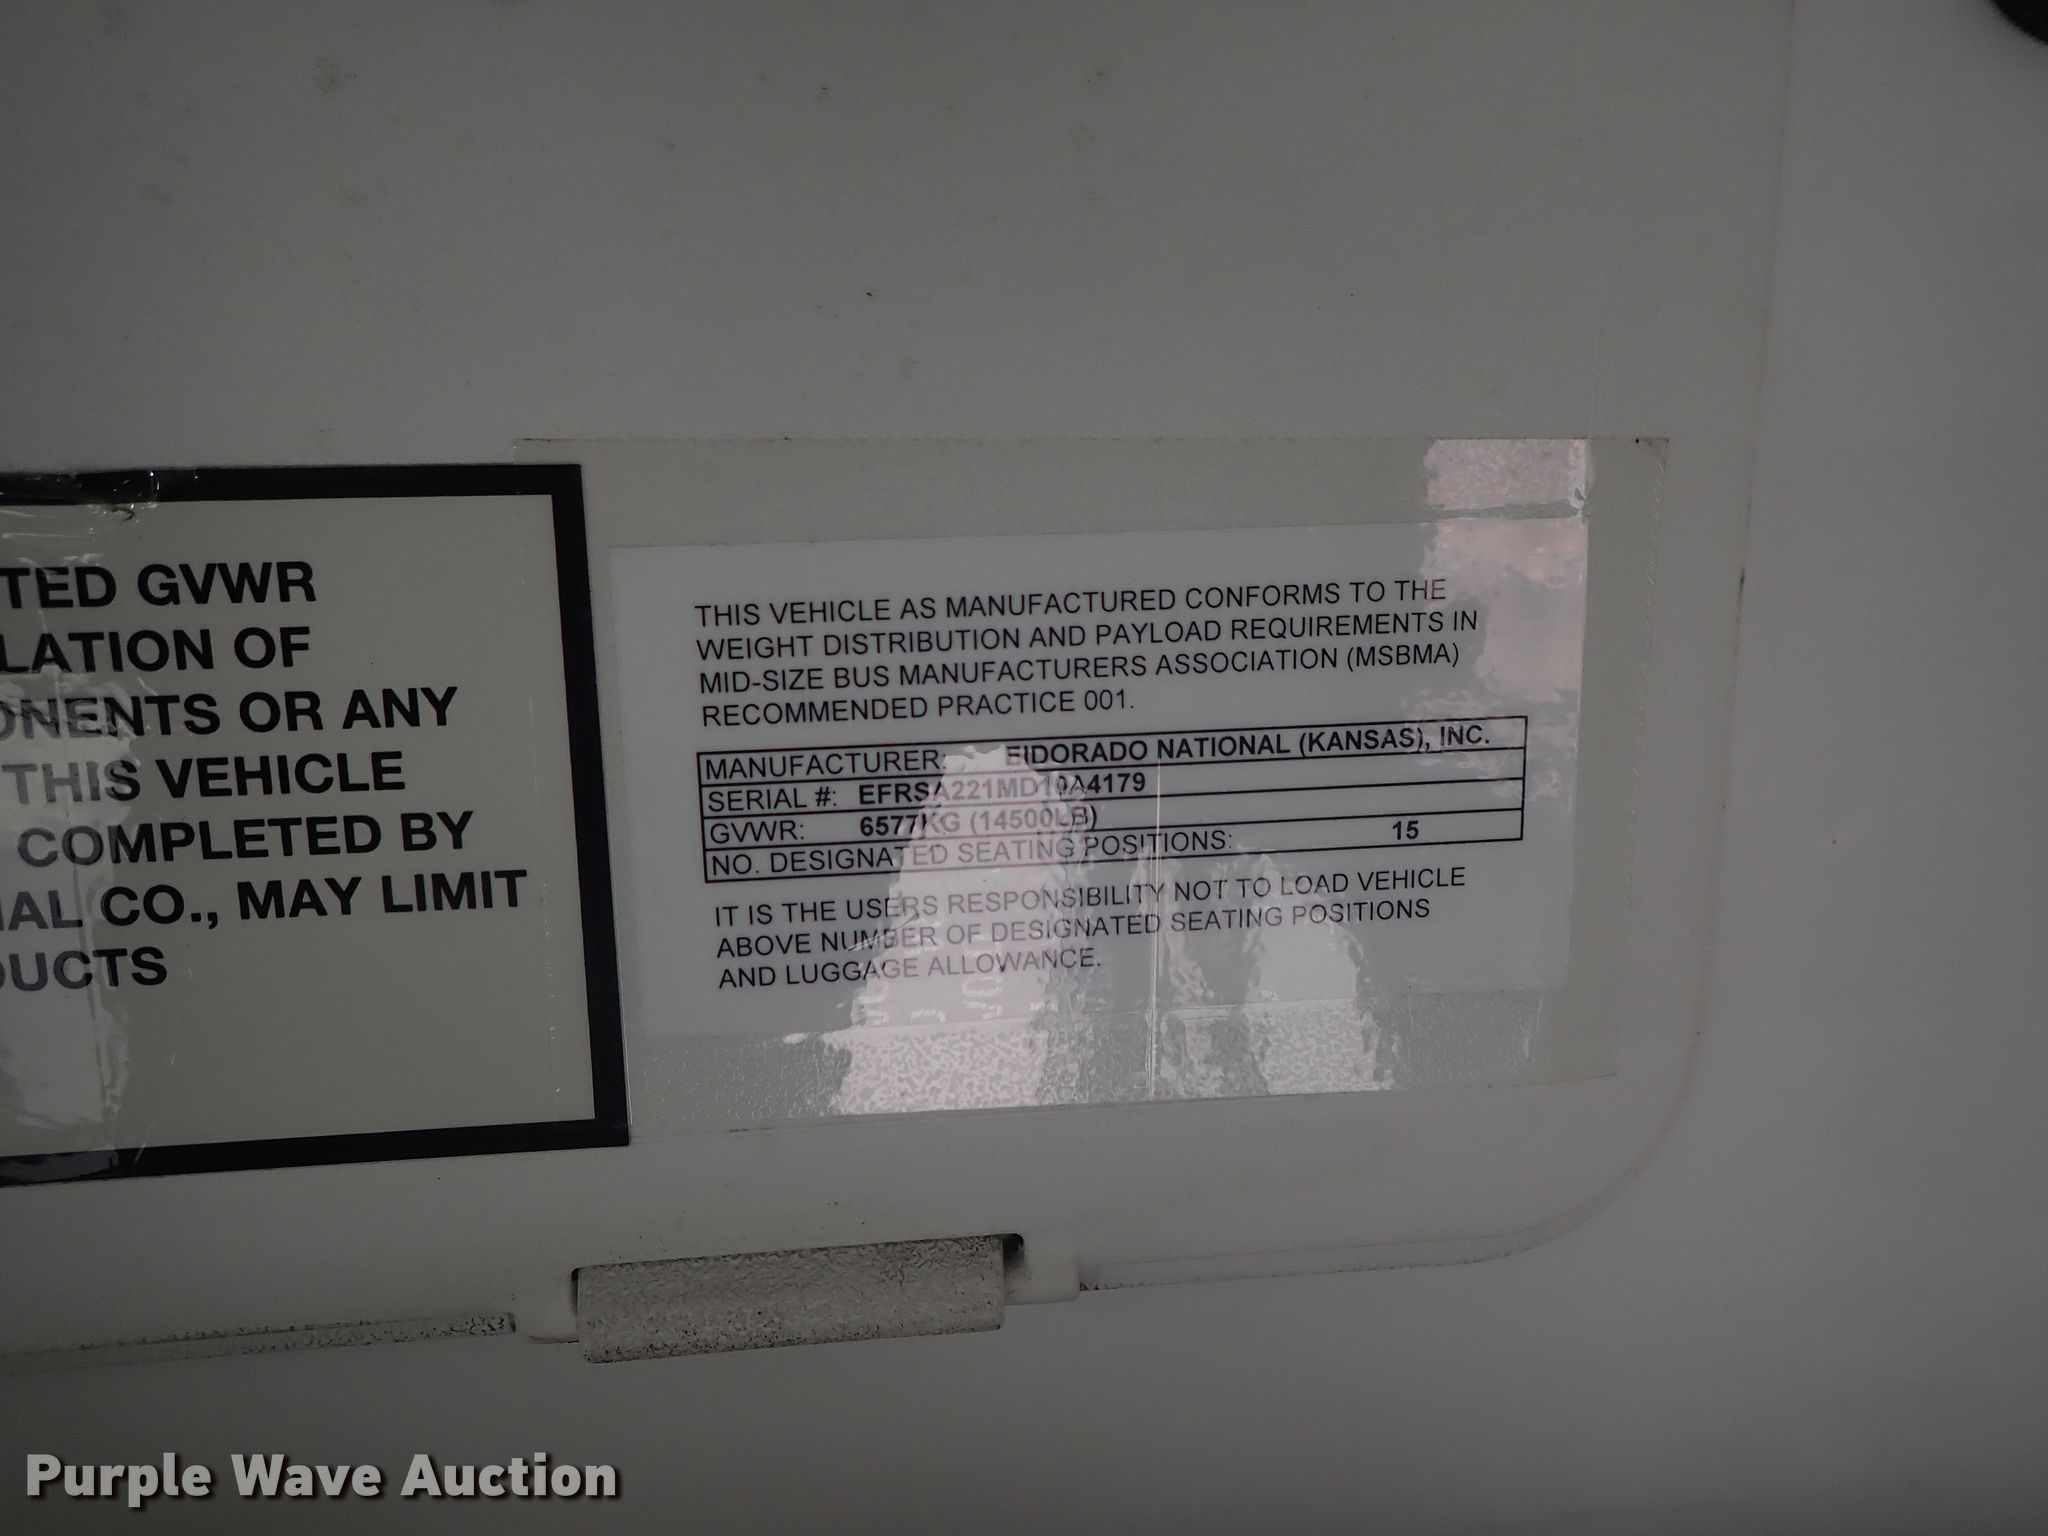 TED GVWR
LATION OF
ONENTS OR ANY
THIS VEHICLE
COMPLETED BY
AL CO., MAY LIMIT
DUCTS
THIS VEHICLE AS MANUFACTURED CONFORMS TO THE
WEIGHT DISTRIBUTION AND PAYLOAD REQUIREMENTS IN
MID-SIZE BUS MANUFACTURERS ASSOCIATION (MSBMA)
RECOMMENDED PRACTICE 001.
MANUFACTURER: ElDORADO NATIONAL (KANSAS), INC.
SERIAL #: EFRSA221MD10A4179
GVWR: 6577KG (14500LB)
NO. DESIGNATED SEATING POSITIONS: 15
IT IS THE USERS RESPONSIBILITY NOT TO LOAD VEHICLE
ABOVE NUMBER OF DESIGNATED SEATING POSITIONS
AND LUGGAGE ALLOWANCE.
Purple Wave Auction